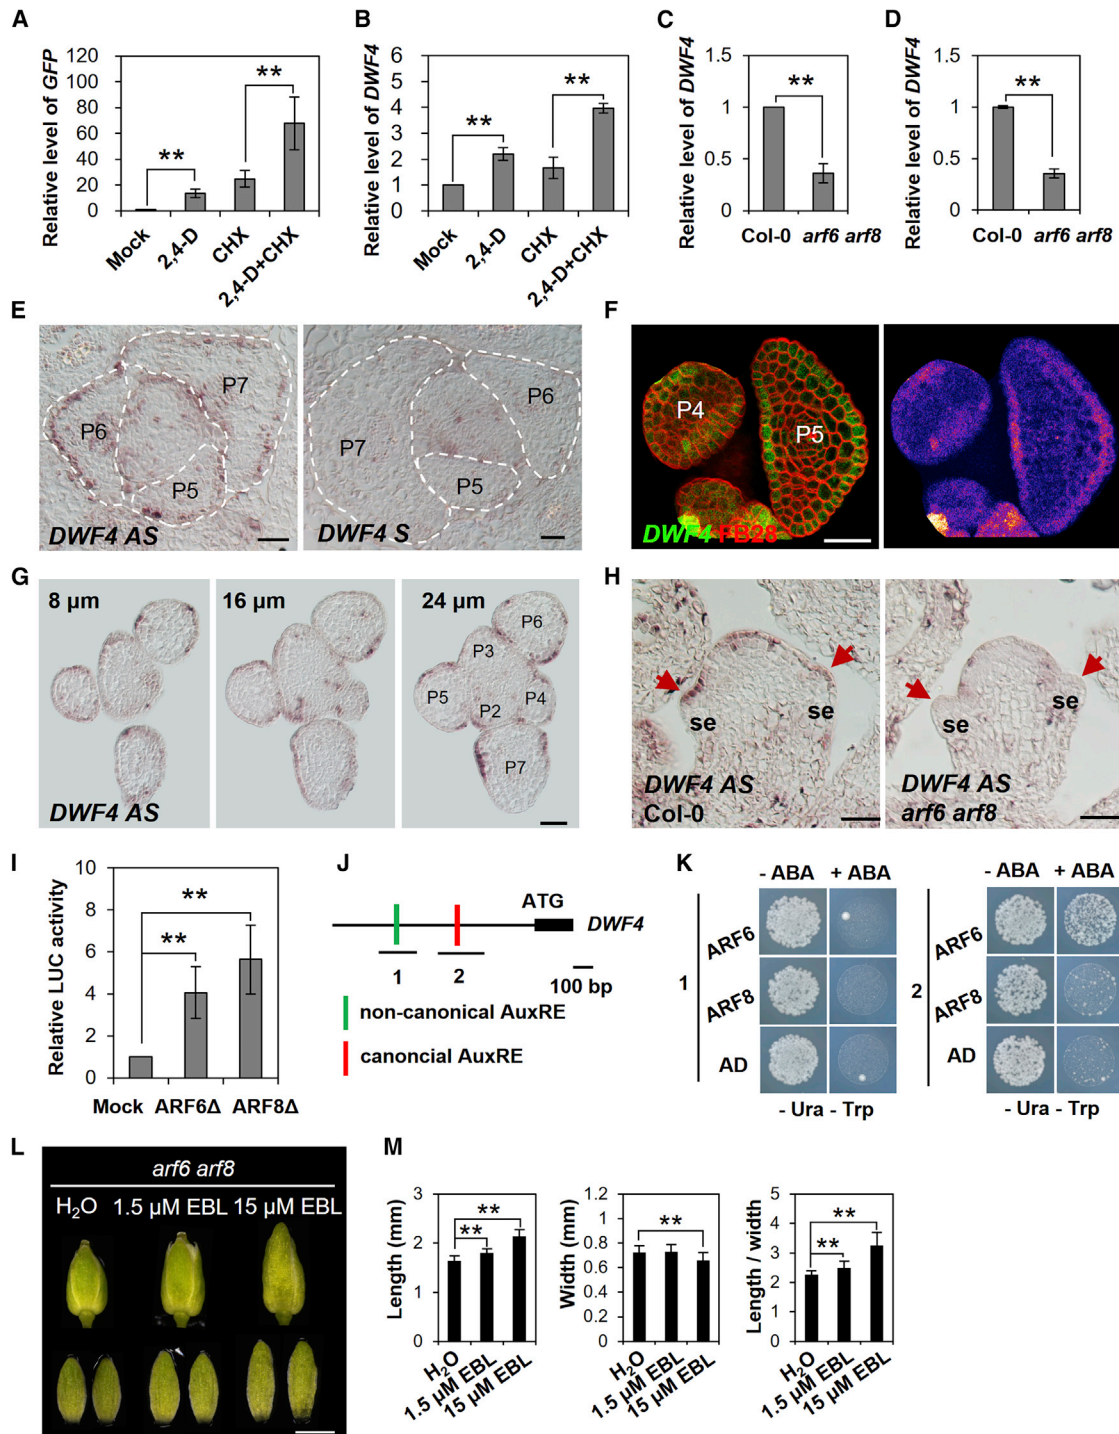 A
Relative level of GFP
120
100
80
60
40
20
0
Mock
2,4-D
CHX
2,4-D+CHX
**
**
B
Relative level of DWF4
6
5
4
3
2
1
0
Mock
2,4-D
CHX
2,4-D+CHX
**
**
C
Relative level of DWF4
1.5
1
0.5
0
Col-0 arf6 arf8
**
D
Relative level of DWF4
1.5
1
0.5
0
Col-0 arf6 arf8
**
E
P7
P6
P5
DWF4 AS
P6
P7
P5
DWF4 S
F
P4
P5
DWF4 FB28
G
8 µm
16 µm
24 µm
P6
P3
P5
P4
P2
P7
DWF4 AS
H
se
se
DWF4 AS
Col-0
se
se
DWF4 AS
arf6 arf8
I
Relative LUC activity
10
8
6
4
2
0
Mock ARF6Δ ARF8Δ
**
**
J
ATG
DWF4
1
2
100 bp
non-canonical AuxRE
canoncial AuxRE
K
- ABA + ABA
1
ARF6
ARF8
AD
- Ura - Trp
- ABA + ABA
2
ARF6
ARF8
AD
- Ura - Trp
L
arf6 arf8
H2O 1.5 µM EBL 15 µM EBL
M
Length (mm)
3
2
1
0
H2O
1.5 µM EBL
15 µM EBL
**
**
Width (mm)
1.2
1
0.8
0.6
0.4
0.2
0
H2O
1.5 µM EBL
15 µM EBL
**
Length / width
5
4
3
2
1
0
H2O
1.5 µM EBL
15 µM EBL
**
**